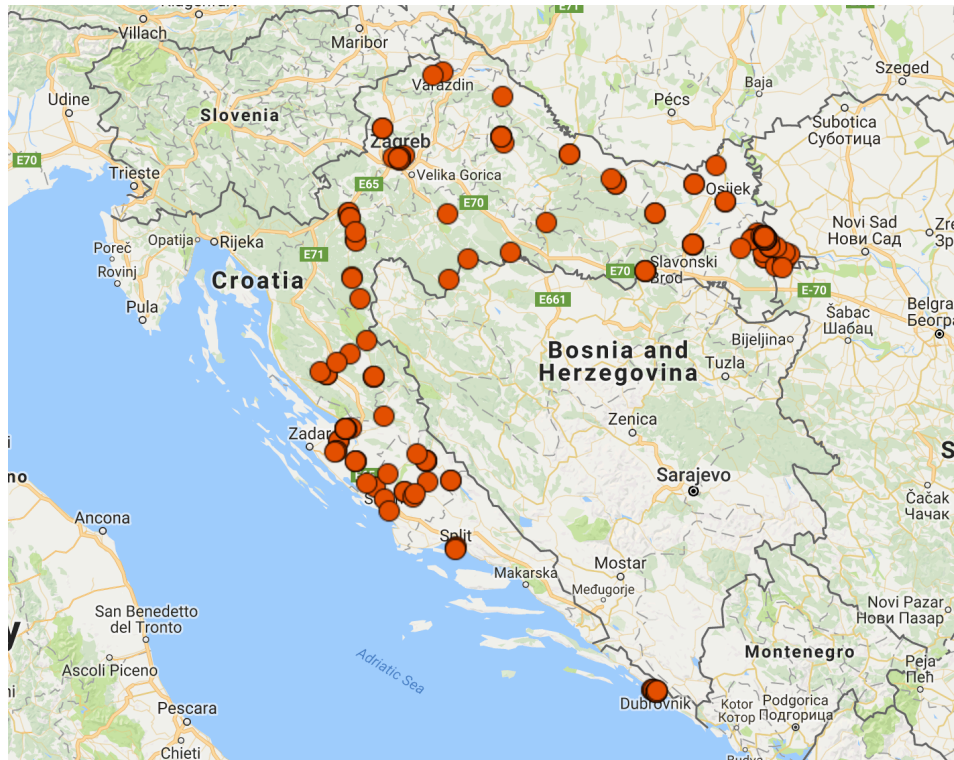 E71
Villach
Maribor
Varaždin
Szeged
Baja
Pécs
Udine
Slovenia
Subotica
Суботица
Zagreb
E70
Velika Gorica
Trieste
E65
Osijek
E70
Novi Sad
Нови Сад
Poreč
Opatija
Rijeka
E71
Rovinj
Slavonski
Brod
E70
Croatia
E-70
Pula
E661
Šabac
Шабац
Bijeljina
Bosnia and
Herzegovina
Tuzla
Zenica
Zadar
Sarajevo
Čačak
Чачак
Ancona
Split
Mostar
Makarska
Međugorje
San Benedetto
del Tronto
Novi Pazar
Нови Пазар
Adriatic Sea
Montenegro
Ascoli Piceno
Peja
Peć
Dubrovnik
Kotor
Котор
Podgorica
Подгорица
Pescara
Chieti